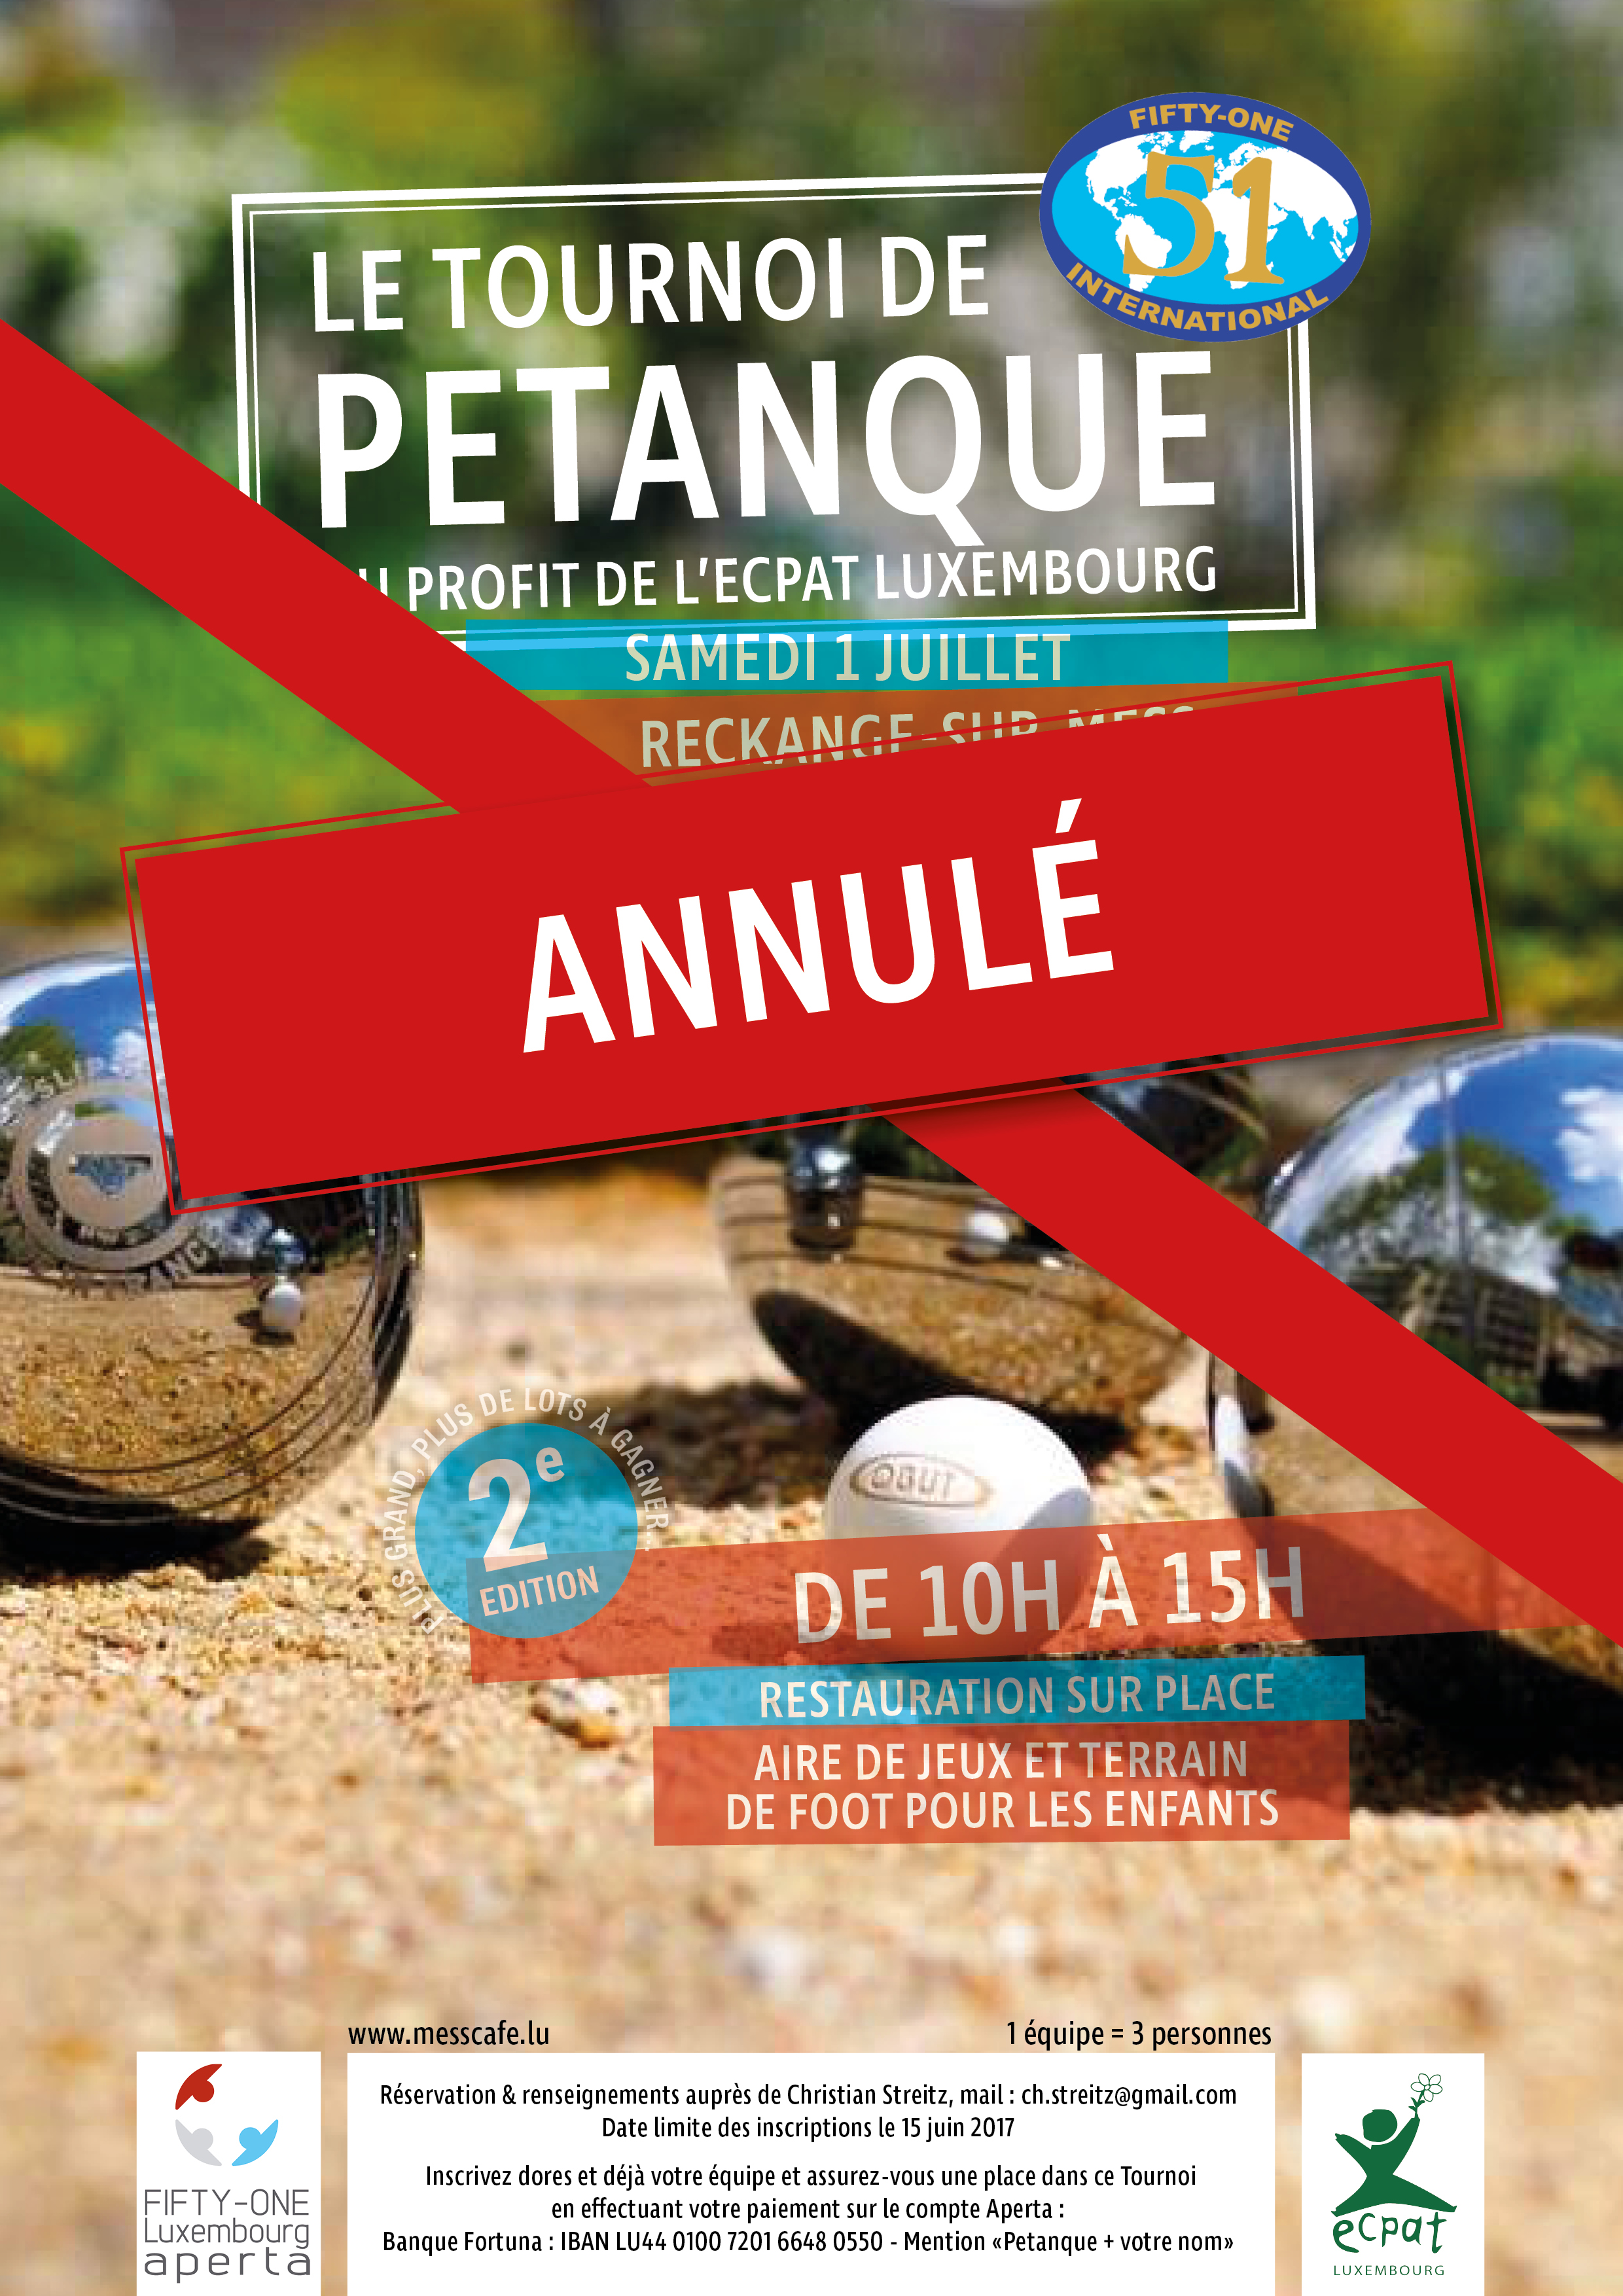 FIFTY-ONE
51
INTERNATIONAL
LE TOURNOI DE
PETANQUE
PROFIT DE L'ECPAT LUXEMBOURG
SAMEDI 1 JUILLET
RECKANGE-SUR-MESS
ANNULÉ
PLUS GRAND, PLUS DE LOTS À GAGNER...
2e
EDITION
OBUT
DE 10H À 15H
RESTAURATION SUR PLACE
AIRE DE JEUX ET TERRAIN
DE FOOT POUR LES ENFANTS
www.messcafe.lu
1 équipe = 3 personnes
Réservation & renseignements auprès de Christian Streitz, mail : ch.streitz@gmail.com
Date limite des inscriptions le 15 juin 2017
Inscrivez dores et déjà votre équipe et assurez-vous une place dans ce Tournoi
en effectuant votre paiement sur le compte Aperta :
Banque Fortuna : IBAN LU44 0100 7201 6648 0550 - Mention «Petanque + votre nom»
FIFTY-ONE
Luxembourg
aperta
ecpat
LUXEMBOURG